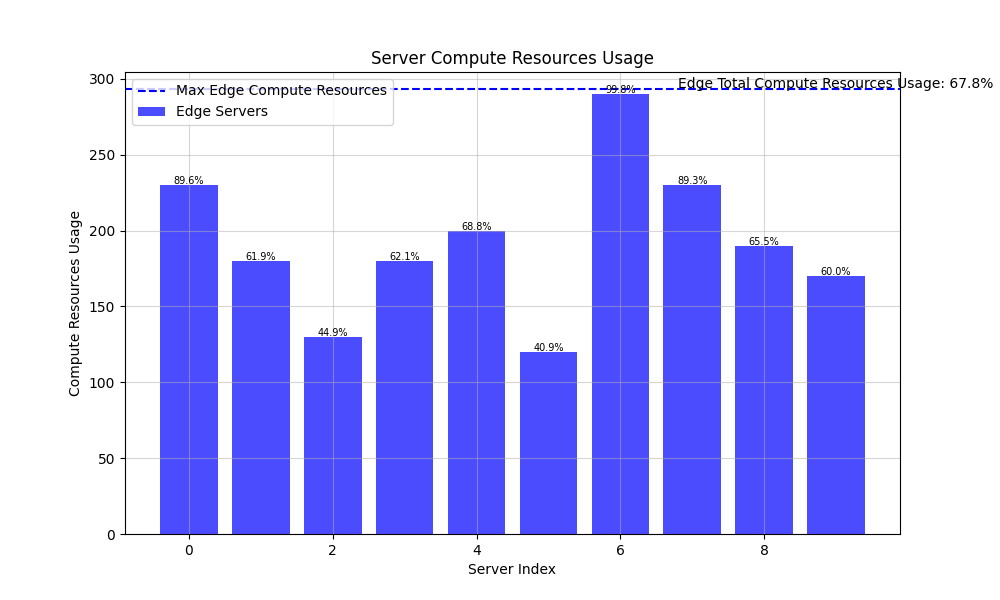 Server Compute Resources Usage
Edge Total Compute Resources Usage: 67.8%
Max Edge Compute Resources
Edge Servers
Compute Resources Usage
300
250
200
150
100
50
0
89.6%
61.9%
44.9%
62.1%
68.8%
40.9%
99.8%
89.3%
65.5%
60.0%
0 2 4 6 8
Server Index